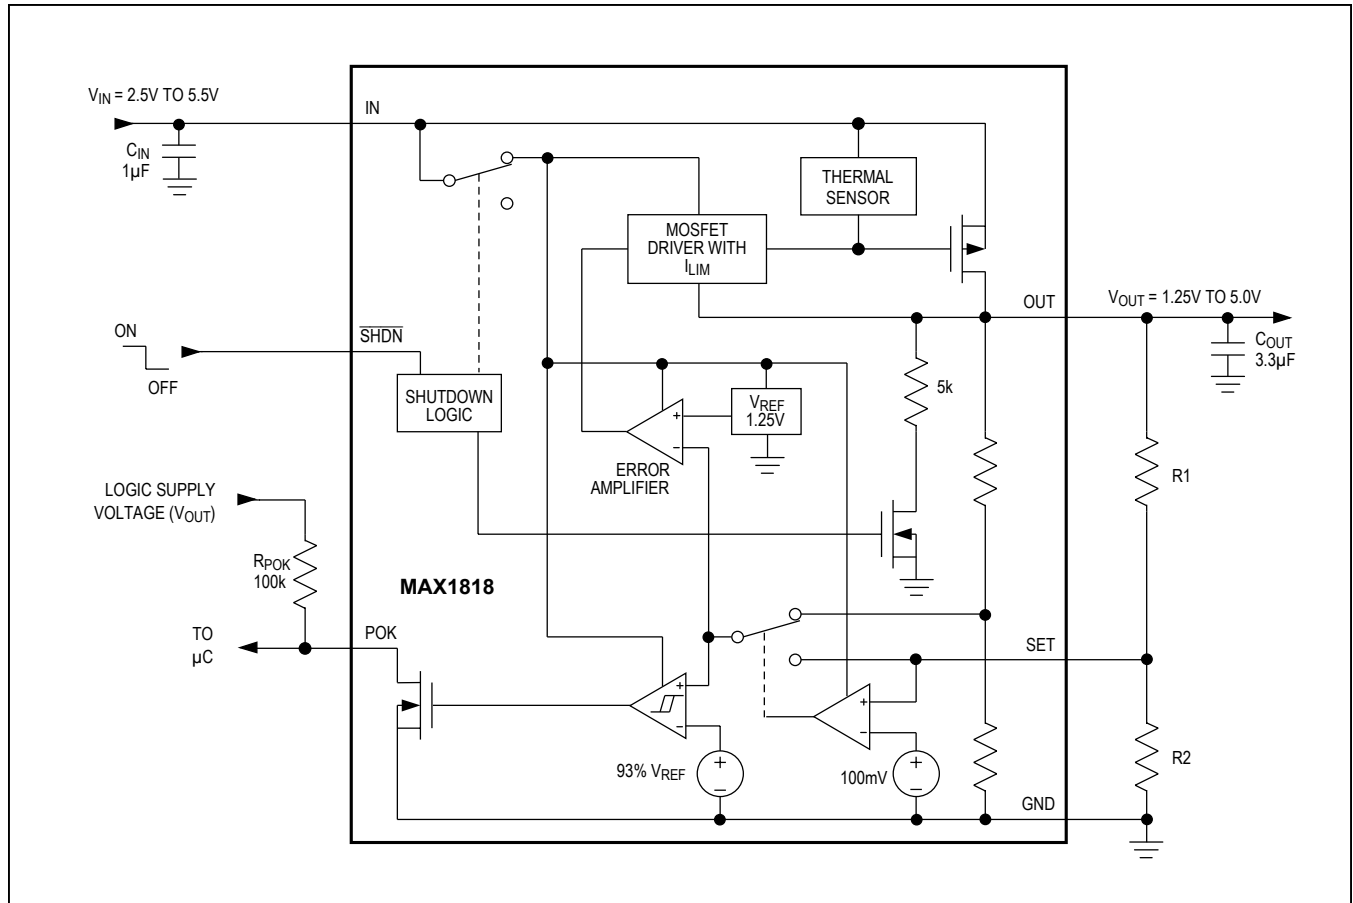 V_IN = 2.5V TO 5.5V
IN
C_IN
1µF
THERMAL
SENSOR
MOSFET
DRIVER WITH
I_LIM
OUT
V_OUT = 1.25V TO 5.0V
C_OUT
3.3µF
ON
OFF
SHDN
SHUTDOWN
LOGIC
5k
V_REF
1.25V
+
−
ERROR
AMPLIFIER
R1
LOGIC SUPPLY
VOLTAGE (V_OUT)
R_POK
100k
MAX1818
TO
µC
POK
SET
+
−
+
−
93% V_REF
+
−
100mV
+
−
R2
GND